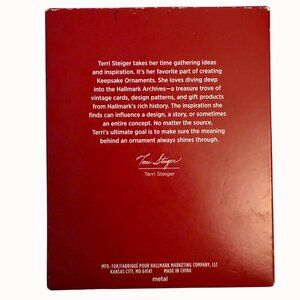 Terri Steiger takes her time gathering ideas
and inspiration. It's her favorite part of creating
Keepsake Ornaments. She loves diving deep
into the Hallmark Archives—a treasure trove of
vintage cards, design patterns, and gift products
from Hallmark's rich history. The inspiration she
finds can influence a design, a story, or sometimes
an entire concept. No matter the source,
Terri's ultimate goal is to make sure the meaning
behind an ornament always shines through.
Terri Steiger
Terri Steiger
MFD. FOR/FABRIQUÉ POUR HALLMARK MARKETING COMPANY, LLC
KANSAS CITY, MO 64141 MADE IN CHINA
metal